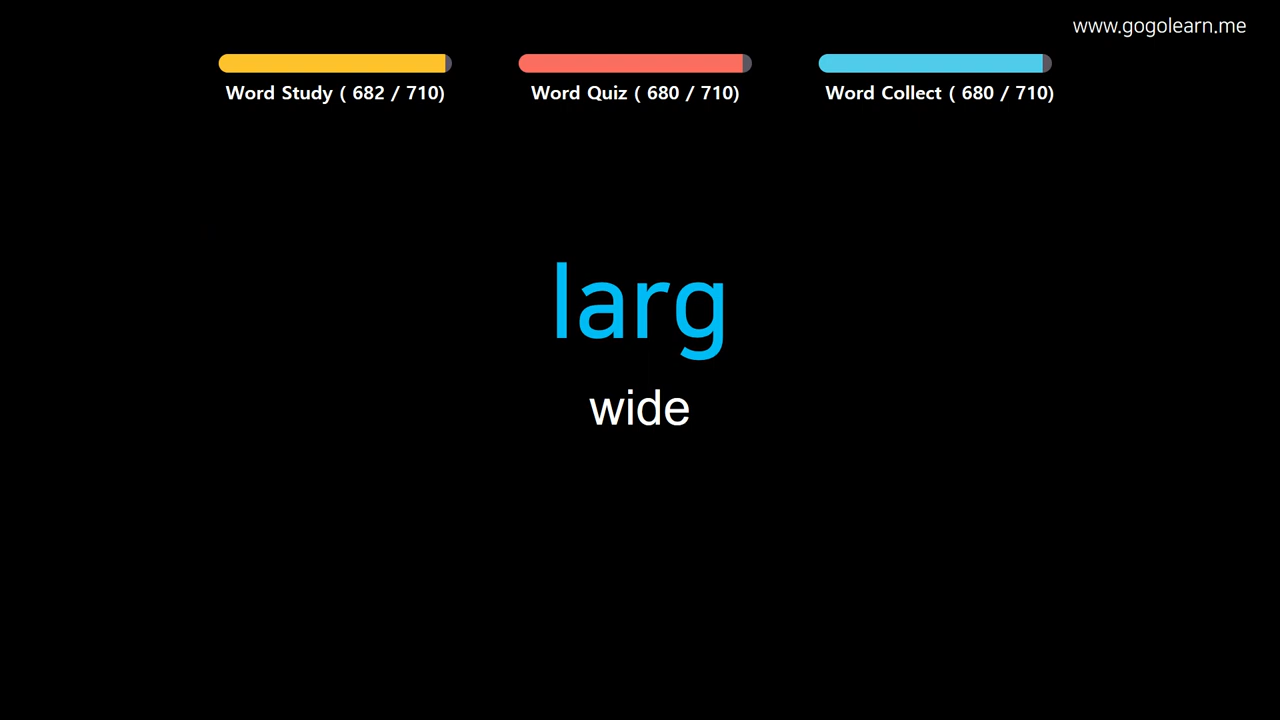 www.gogolearn.me
Word Study ( 682 / 710)
Word Quiz ( 680 / 710)
Word Collect ( 680 / 710)
larg
wide